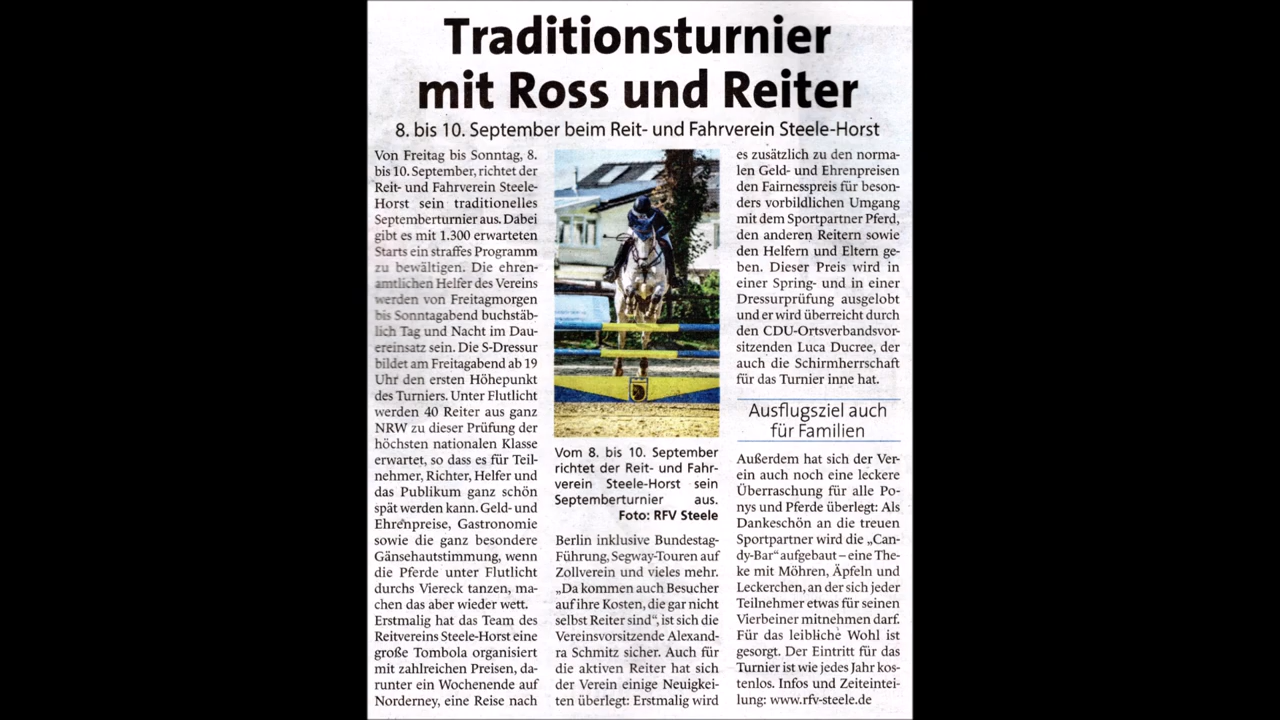 Traditionsturnier
mit Ross und Reiter
8. bis 10. September beim Reit- und Fahrverein Steele-Horst
Von Freitag bis Sonntag, 8.
bis 10. September, richtet der
Reit- und Fahrverein Steele-
Horst sein traditionelles
Septemberturnier aus. Dabei
gibt es mit 1.300 erwarteten
Starts ein straffes Programm
zu bewältigen. Die ehren-
amtlichen Helfer des Vereins
werden von Freitagmorgen
bis Sonntagabend buchstäb-
lich Tag und Nacht im Dau-
ereinsatz sein. Die S-Dressur
bildet am Freitagabend ab 19
Uhr den ersten Höhepunkt
des Turniers. Unter Flutlicht
werden 40 Reiter aus ganz
NRW zu dieser Prüfung der
höchsten nationalen Klasse
erwartet, so dass es für Teil-
nehmer, Richter, Helfer und
das Publikum ganz schön
spät werden kann. Geld- und
Ehrenpreise, Gastronomie
sowie die ganz besondere
Gänsehautstimmung, wenn
die Pferde unter Flutlicht
durchs Viereck tanzen, ma-
chen das aber wieder wett.
Erstmalig hat das Team des
Reitvereins Steele-Horst eine
große Tombola organisiert
mit zahlreichen Preisen, da-
runter ein Wochenende auf
Norderney, eine Reise nach
Vom 8. bis 10. September
richtet der Reit- und Fahr-
verein Steele-Horst sein
Septemberturnier aus.
Foto: RFV Steele
Berlin inklusive Bundestag-
Führung, Segway-Touren auf
Zollverein und vieles mehr.
„Da kommen auch Besucher
auf ihre Kosten, die gar nicht
selbst Reiter sind“, ist sich die
Vereinsvorsitzende Alexand-
ra Schmitz sicher. Auch für
die aktiven Reiter hat sich
der Verein einige Neuigkei-
ten überlegt: Erstmalig wird
es zusätzlich zu den norma-
len Geld- und Ehrenpreisen
den Fairnesspreis für beson-
ders vorbildlichen Umgang
mit dem Sportpartner Pferd,
den anderen Reitern sowie
den Helfern und Eltern ge-
ben. Dieser Preis wird in
einer Spring- und in einer
Dressurprüfung ausgelobt
und er wird überreicht durch
den CDU-Ortsverbandsvor-
sitzenden Luca Ducree, der
auch die Schirmherrschaft
für das Turnier inne hat.
Ausflugsziel auch
für Familien
Außerdem hat sich der Ver-
ein auch noch eine leckere
Überraschung für alle Po-
nys und Pferde überlegt: Als
Dankeschön an die treuen
Sportpartner wird die „Can-
dy-Bar“ aufgebaut – eine The-
ke mit Möhren, Äpfeln und
Leckerchen, an der sich jeder
Teilnehmer etwas für seinen
Vierbeiner mitnehmen darf.
Für das leibliche Wohl ist
gesorgt. Der Eintritt für das
Turnier ist wie jedes Jahr kos-
tenlos. Infos und Zeiteintei-
lung: www.rfv-steele.de